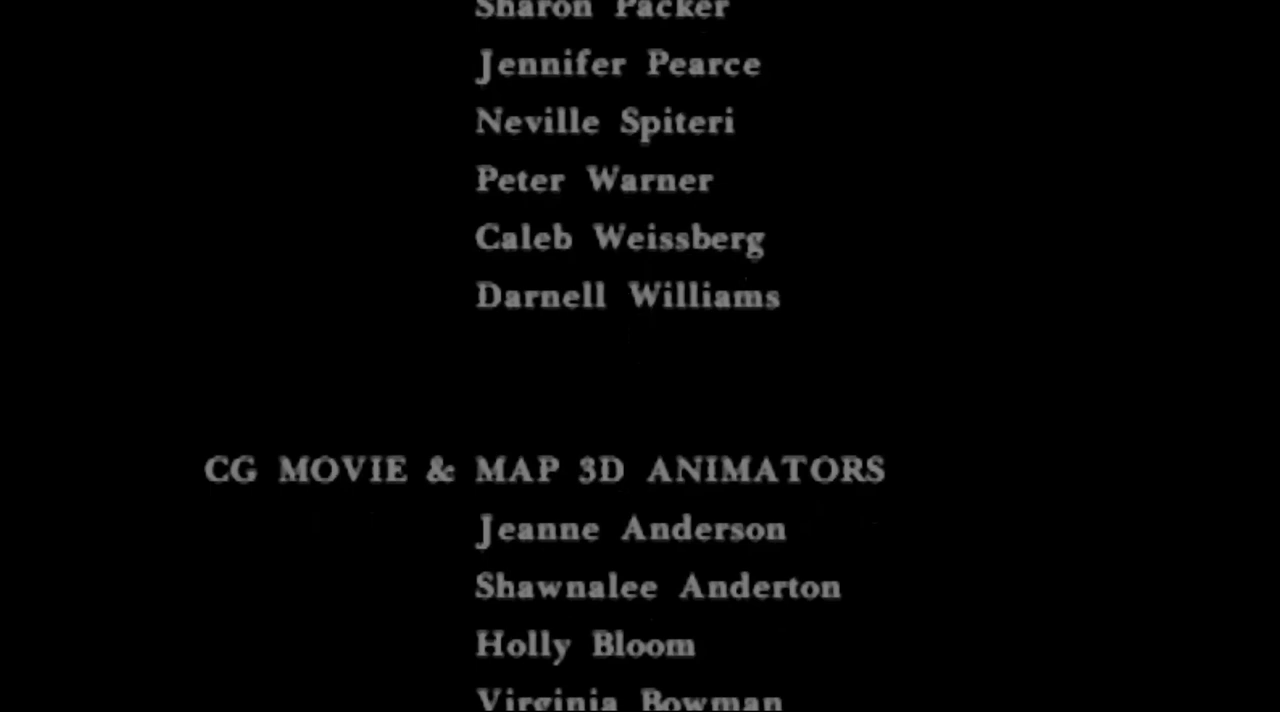 Sharon Packer
Jennifer Pearce
Neville Spiteri
Peter Warner
Caleb Weissberg
Darnell Williams
CG MOVIE & MAP 3D ANIMATORS
Jeanne Anderson
Shawnalee Anderton
Holly Bloom
Virginia Bowman